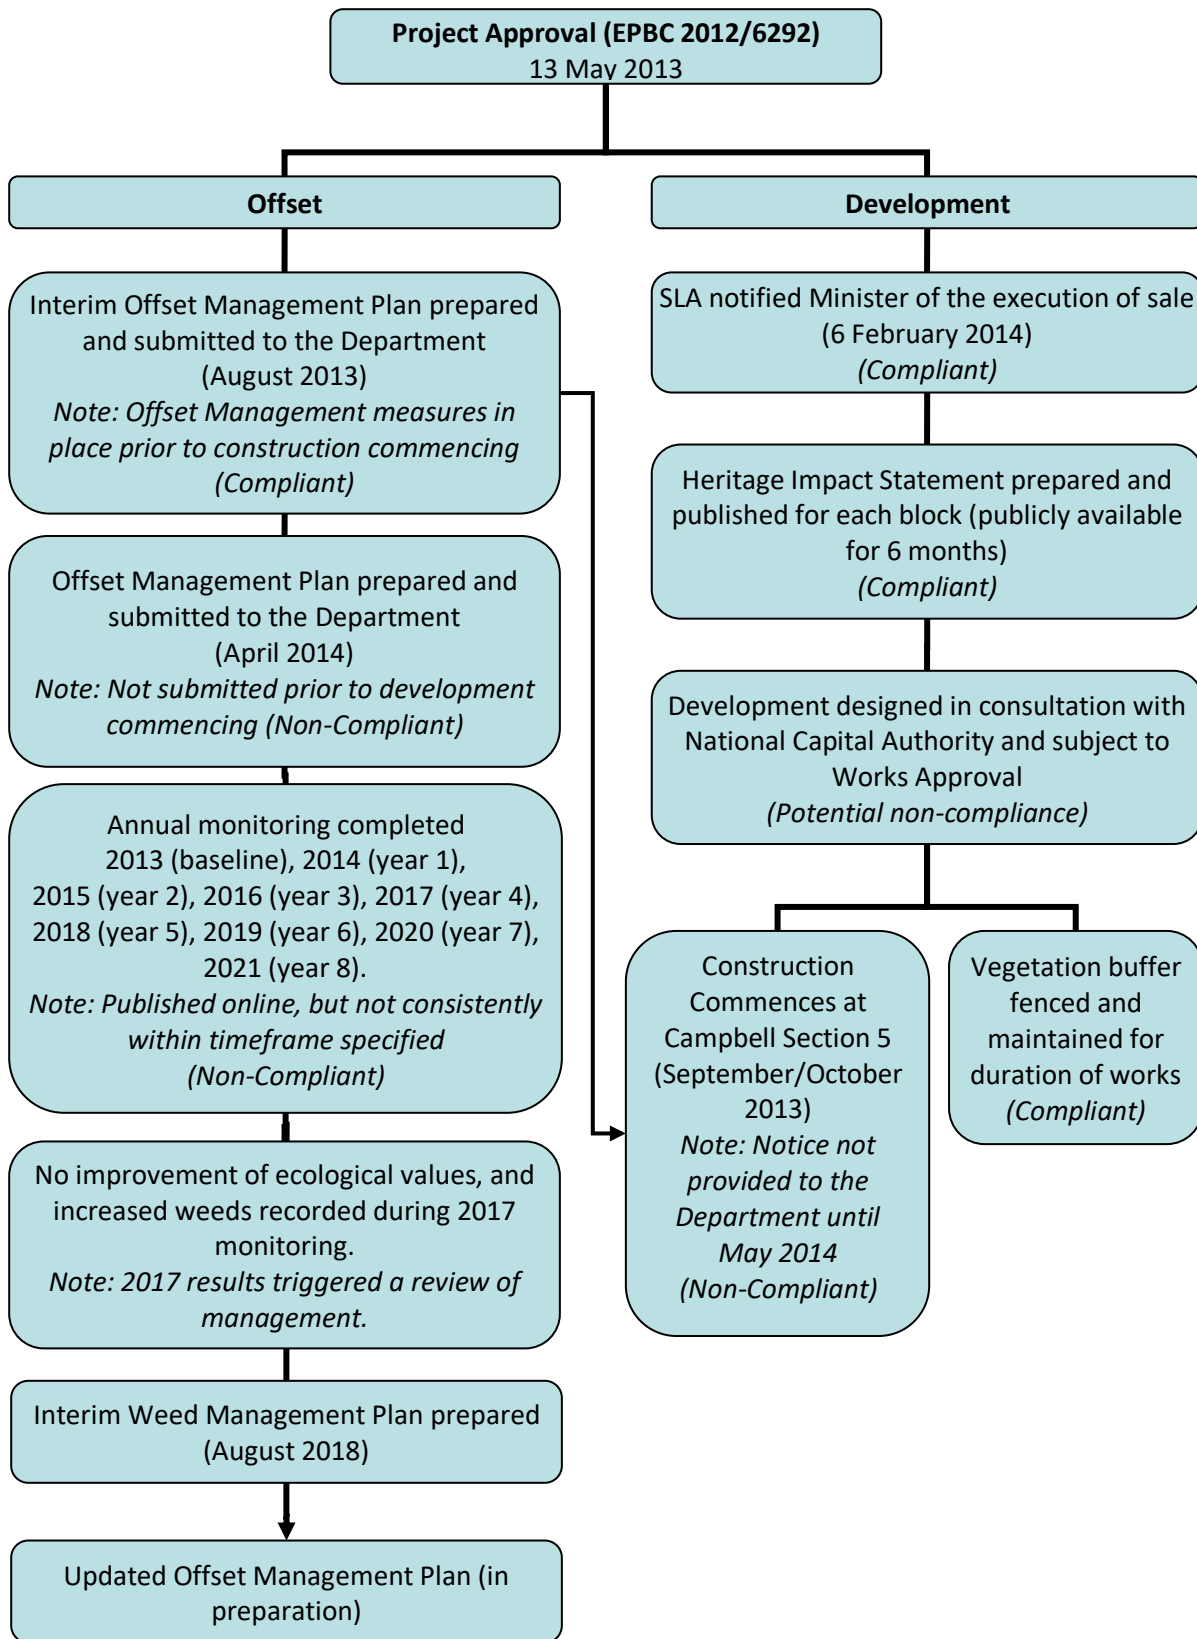 Project Approval (EPBC 2012/6292)
13 May 2013
Offset
Interim Offset Management Plan prepared
and submitted to the Department
(August 2013)
Note: Offset Management measures in
place prior to construction commencing
(Compliant)
Offset Management Plan prepared and
submitted to the Department
(April 2014)
Note: Not submitted prior to development
commencing (Non-Compliant)
Annual monitoring completed
2013 (baseline), 2014 (year 1),
2015 (year 2), 2016 (year 3), 2017 (year 4),
2018 (year 5), 2019 (year 6), 2020 (year 7),
2021 (year 8).
Note: Published online, but not consistently
within timeframe specified
(Non-Compliant)
No improvement of ecological values, and
increased weeds recorded during 2017
monitoring.
Note: 2017 results triggered a review of
management.
Interim Weed Management Plan prepared
(August 2018)
Updated Offset Management Plan (in
preparation)
Development
SLA notified Minister of the execution of sale
(6 February 2014)
(Compliant)
Heritage Impact Statement prepared and
published for each block (publicly available
for 6 months)
(Compliant)
Development designed in consultation with
National Capital Authority and subject to
Works Approval
(Potential non-compliance)
Construction
Commences at
Campbell Section 5
(September/October
2013)
Note: Notice not
provided to the
Department until
May 2014
(Non-Compliant)
Vegetation buffer
fenced and
maintained for
duration of works
(Compliant)